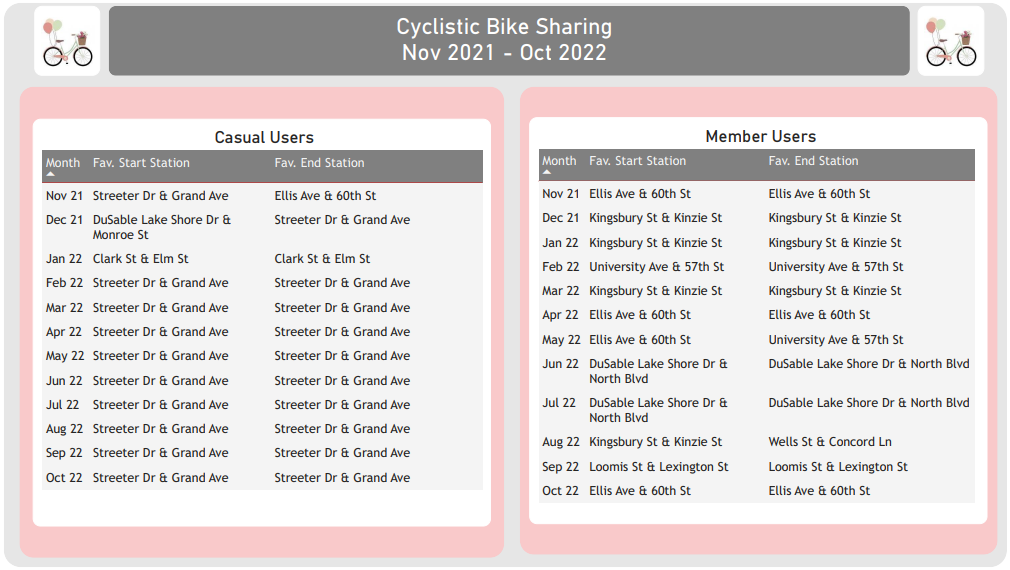 Cyclistic Bike Sharing
Nov 2021 - Oct 2022
Casual Users
Month Fav. Start Station Fav. End Station
Nov 21 Streeter Dr & Grand Ave Ellis Ave & 60th St
Dec 21 DuSable Lake Shore Dr & Streeter Dr & Grand Ave
Monroe St
Jan 22 Clark St & Elm St Clark St & Elm St
Feb 22 Streeter Dr & Grand Ave Streeter Dr & Grand Ave
Mar 22 Streeter Dr & Grand Ave Streeter Dr & Grand Ave
Apr 22 Streeter Dr & Grand Ave Streeter Dr & Grand Ave
May 22 Streeter Dr & Grand Ave Streeter Dr & Grand Ave
Jun 22 Streeter Dr & Grand Ave Streeter Dr & Grand Ave
Jul 22 Streeter Dr & Grand Ave Streeter Dr & Grand Ave
Aug 22 Streeter Dr & Grand Ave Streeter Dr & Grand Ave
Sep 22 Streeter Dr & Grand Ave Streeter Dr & Grand Ave
Oct 22 Streeter Dr & Grand Ave Streeter Dr & Grand Ave
Member Users
Month Fav. Start Station Fav. End Station
Nov 21 Ellis Ave & 60th St Ellis Ave & 60th St
Dec 21 Kingsbury St & Kinzie St Kingsbury St & Kinzie St
Jan 22 Kingsbury St & Kinzie St Kingsbury St & Kinzie St
Feb 22 University Ave & 57th St University Ave & 57th St
Mar 22 Kingsbury St & Kinzie St Kingsbury St & Kinzie St
Apr 22 Ellis Ave & 60th St Ellis Ave & 60th St
May 22 Ellis Ave & 60th St University Ave & 57th St
Jun 22 DuSable Lake Shore Dr & DuSable Lake Shore Dr & North Blvd
North Blvd
Jul 22 DuSable Lake Shore Dr & DuSable Lake Shore Dr & North Blvd
North Blvd
Aug 22 Kingsbury St & Kinzie St Wells St & Concord Ln
Sep 22 Loomis St & Lexington St Loomis St & Lexington St
Oct 22 Ellis Ave & 60th St Ellis Ave & 60th St